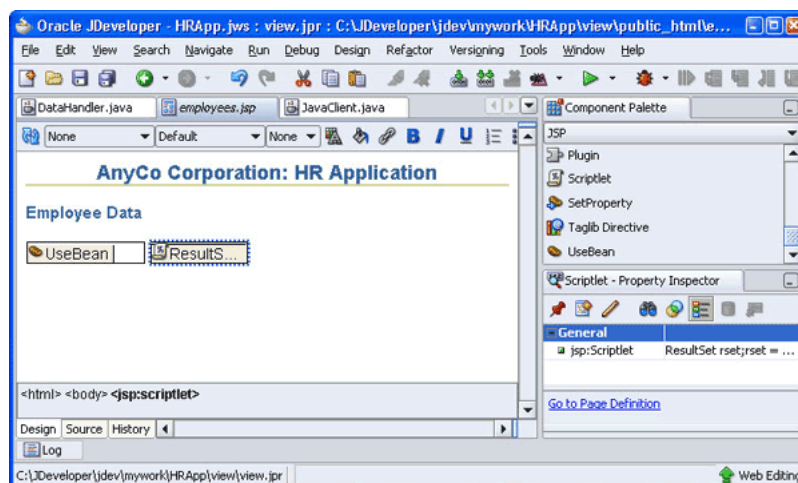 Oracle JDeveloper - HRApp.jws : view.jpr : C:\JDeveloper\jdev\mywork\HRApp\view\public_html\e...
File Edit View Search Navigate Run Debug Design Refactor Versioning Tools Window Help
DataHandler.java employees.jsp JavaClient.java
Component Palette
None Default None B I U
JSP
Plugin
Scriptlet
SetProperty
Taglib Directive
UseBean
AnyCo Corporation: HR Application
Employee Data
UseBean ResultS...
Scriptlet - Property Inspector
General
jsp:Scriptlet ResultSet rset;rset = ...
Go to Page Definition
<html> <body> <jsp:scriptlet>
Design Source History
Log
C:\JDeveloper\jdev\mywork\HRApp\view\view.jpr
Web Editing